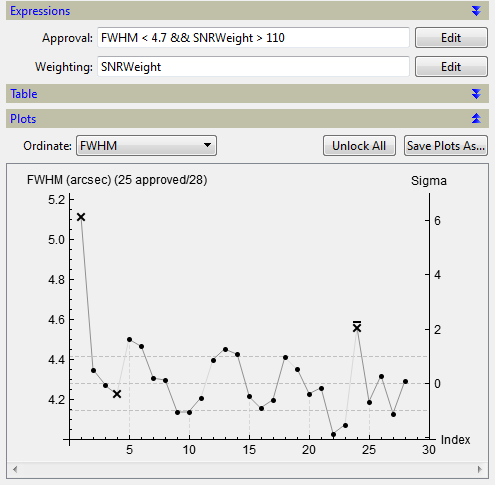 Expressions
Approval: FWHM < 4.7 && SNRWeight > 110 Edit
Weighting: SNRWeight Edit
Table
Plots
Ordinate: FWHM Unlock All Save Plots As...
FWHM (arcsec) (25 approved/28) Sigma
5.2
6
5.0
4.8
4
4.6
2
4.4
0
4.2
-2
Index
5 10 15 20 25 30